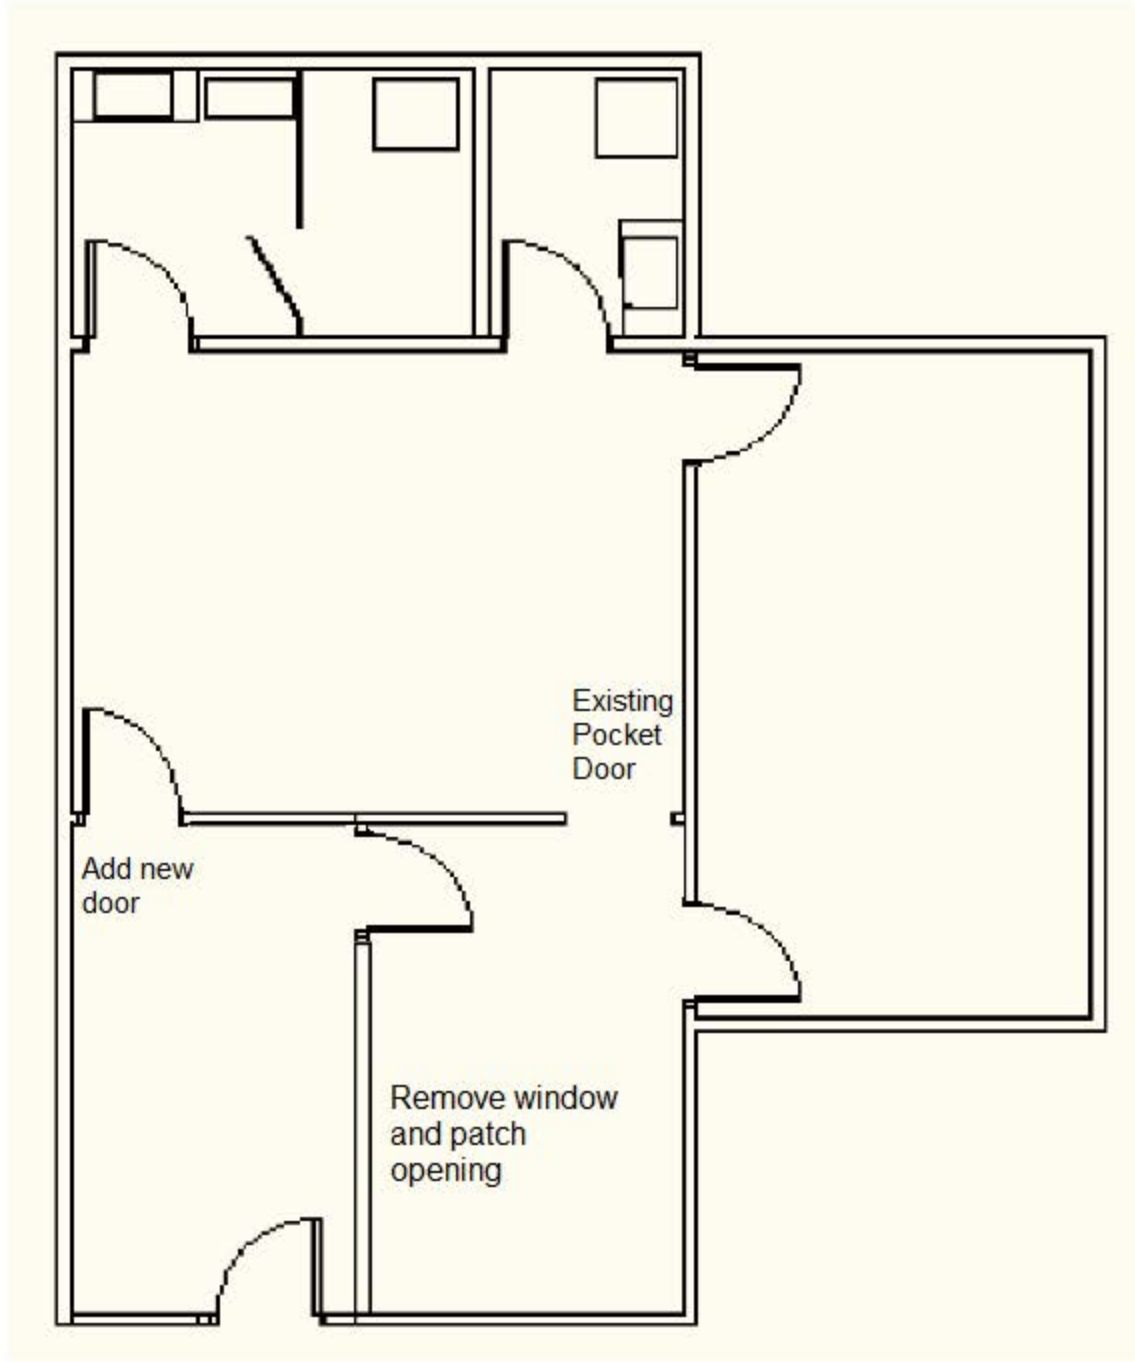 Existing
Pocket
Door
Add new
door
Remove window
and patch
opening